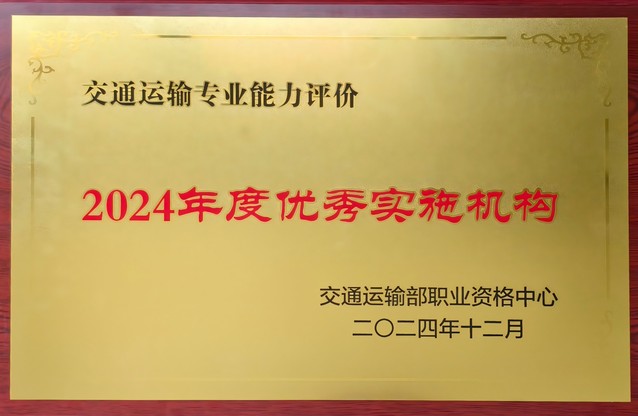 交通运输专业能力评价
2024年度优秀实施机构
交通运输部职业资格中心
二〇二四年十二月